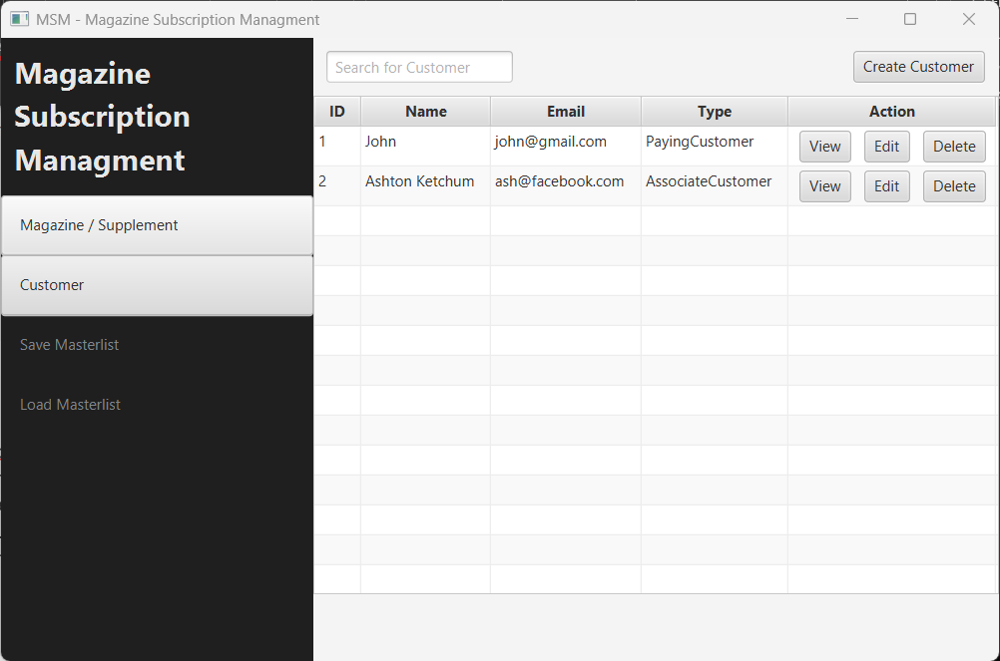 MSM - Magazine Subscription Managment
Magazine
Subscription
Managment
Magazine / Supplement
Customer
Save Masterlist
Load Masterlist
Search for Customer
Create Customer
ID Name Email Type Action
1 John john@gmail.com PayingCustomer View Edit Delete
2 Ashton Ketchum ash@facebook.com AssociateCustomer View Edit Delete